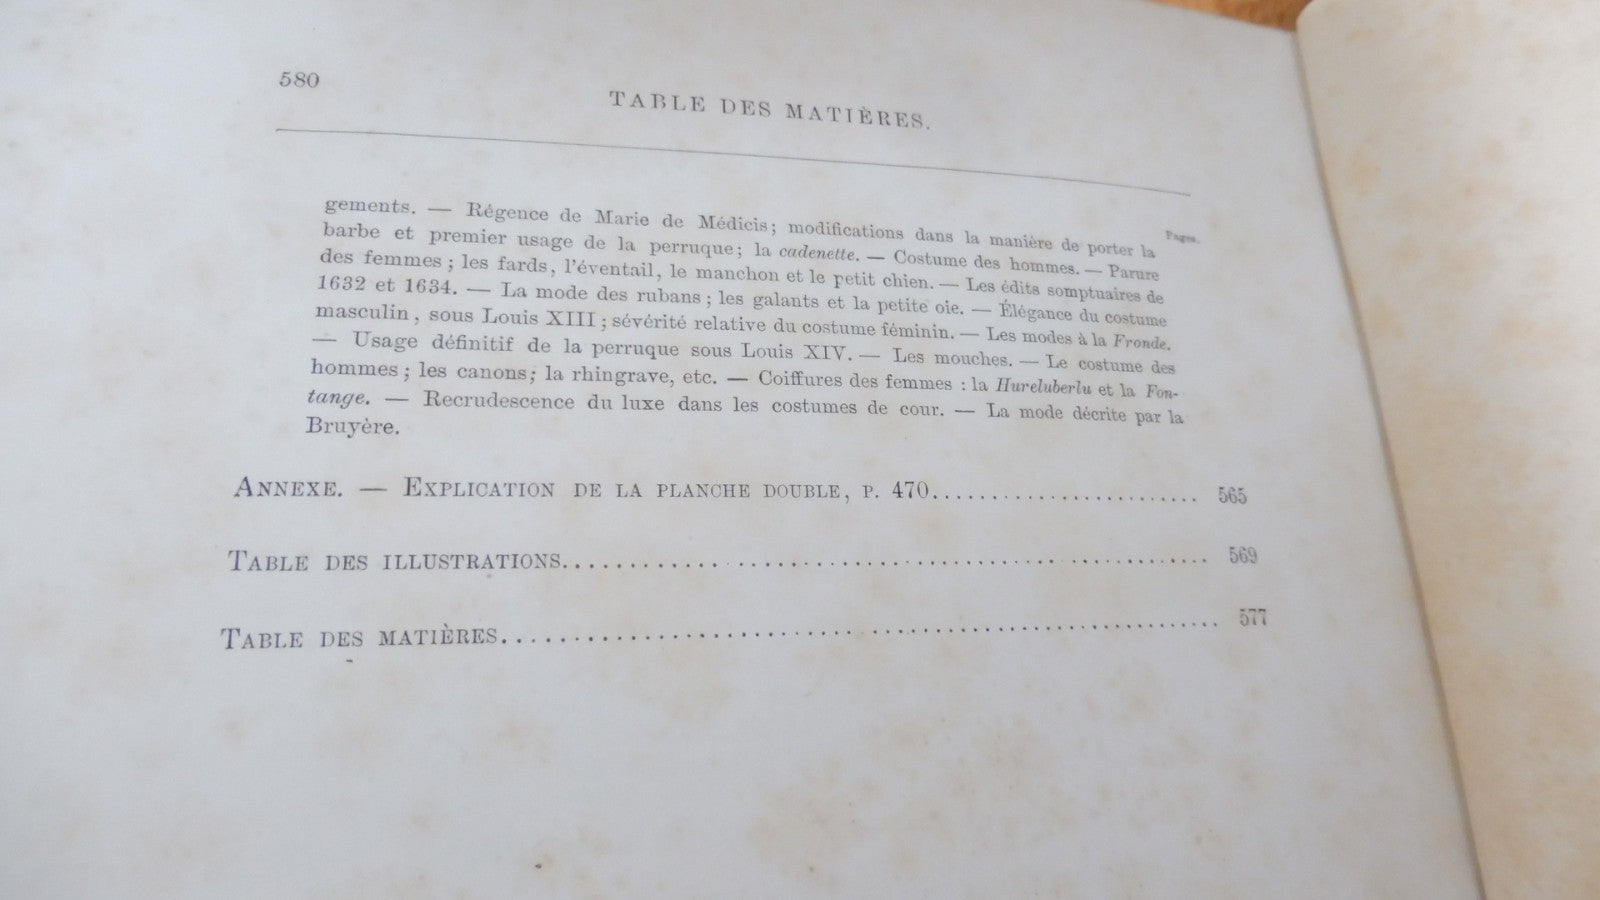 580
TABLE DES MATIÈRES.
Pages.
gements. — Régence de Marie de Médicis; modifications dans la manière de porter la
barbe et premier usage de la perruque; la cadenette. — Costume des hommes. — Parure
des femmes; les fards, l'éventail, le manchon et le petit chien. — Les édits somptuaires de
1632 et 1634. — La mode des rubans; les galants et la petite oie. — Élégance du costume
masculin, sous Louis XIII; sévérité relative du costume féminin. — Les modes à la Fronde.
— Usage définitif de la perruque sous Louis XIV. — Les mouches. — Le costume des
hommes; les canons; la rhingrave, etc. — Coiffures des femmes : la Hureluberlu et la Fon-
tange. — Recrudescence du luxe dans les costumes de cour. — La mode décrite par la
Bruyère.
ANNEXE. — EXPLICATION DE LA PLANCHE DOUBLE, P. 470........................ 565
TABLE DES ILLUSTRATIONS................................................ 569
TABLE DES MATIÈRES..................................................... 577